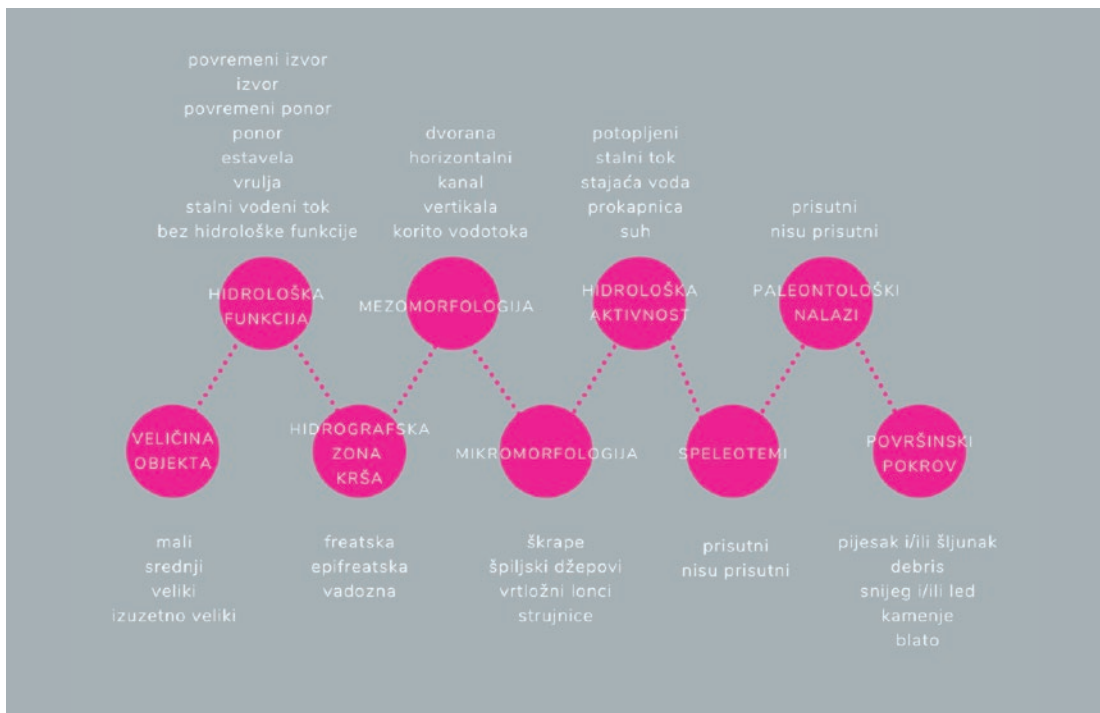 povremeni izvor
izvor
povremeni ponor
ponor
estavela
vrulja
stalni vodeni tok
bez hidrološke funkcije
dvorana
horizontalni
kanal
vertikala
korito vodotoka
potopljeni
stalni tok
stajaća voda
prokapnica
suh
prisutni
nisu prisutni
HIDROLOŠKA
FUNKCIJA
MEZOMORFOLOGIJA
HIDROLOŠKA
AKTIVNOST
PALEONTOLOŠKI
NALAZI
VELIČINA
OBJEKTA
HIDROGRAFSKA
ZONA
KRŠA
MIKROMORFOLOGIJA
SPELEOTEMI
POVRŠINSKI
POKROV
mali
srednji
veliki
izuzetno veliki
freatska
epifreatska
vadozna
škrape
špiljski džepovi
vrtložni lonci
strujnice
prisutni
nisu prisutni
pijesak i/ili šljunak
debris
snijeg i/ili led
kamenje
blato